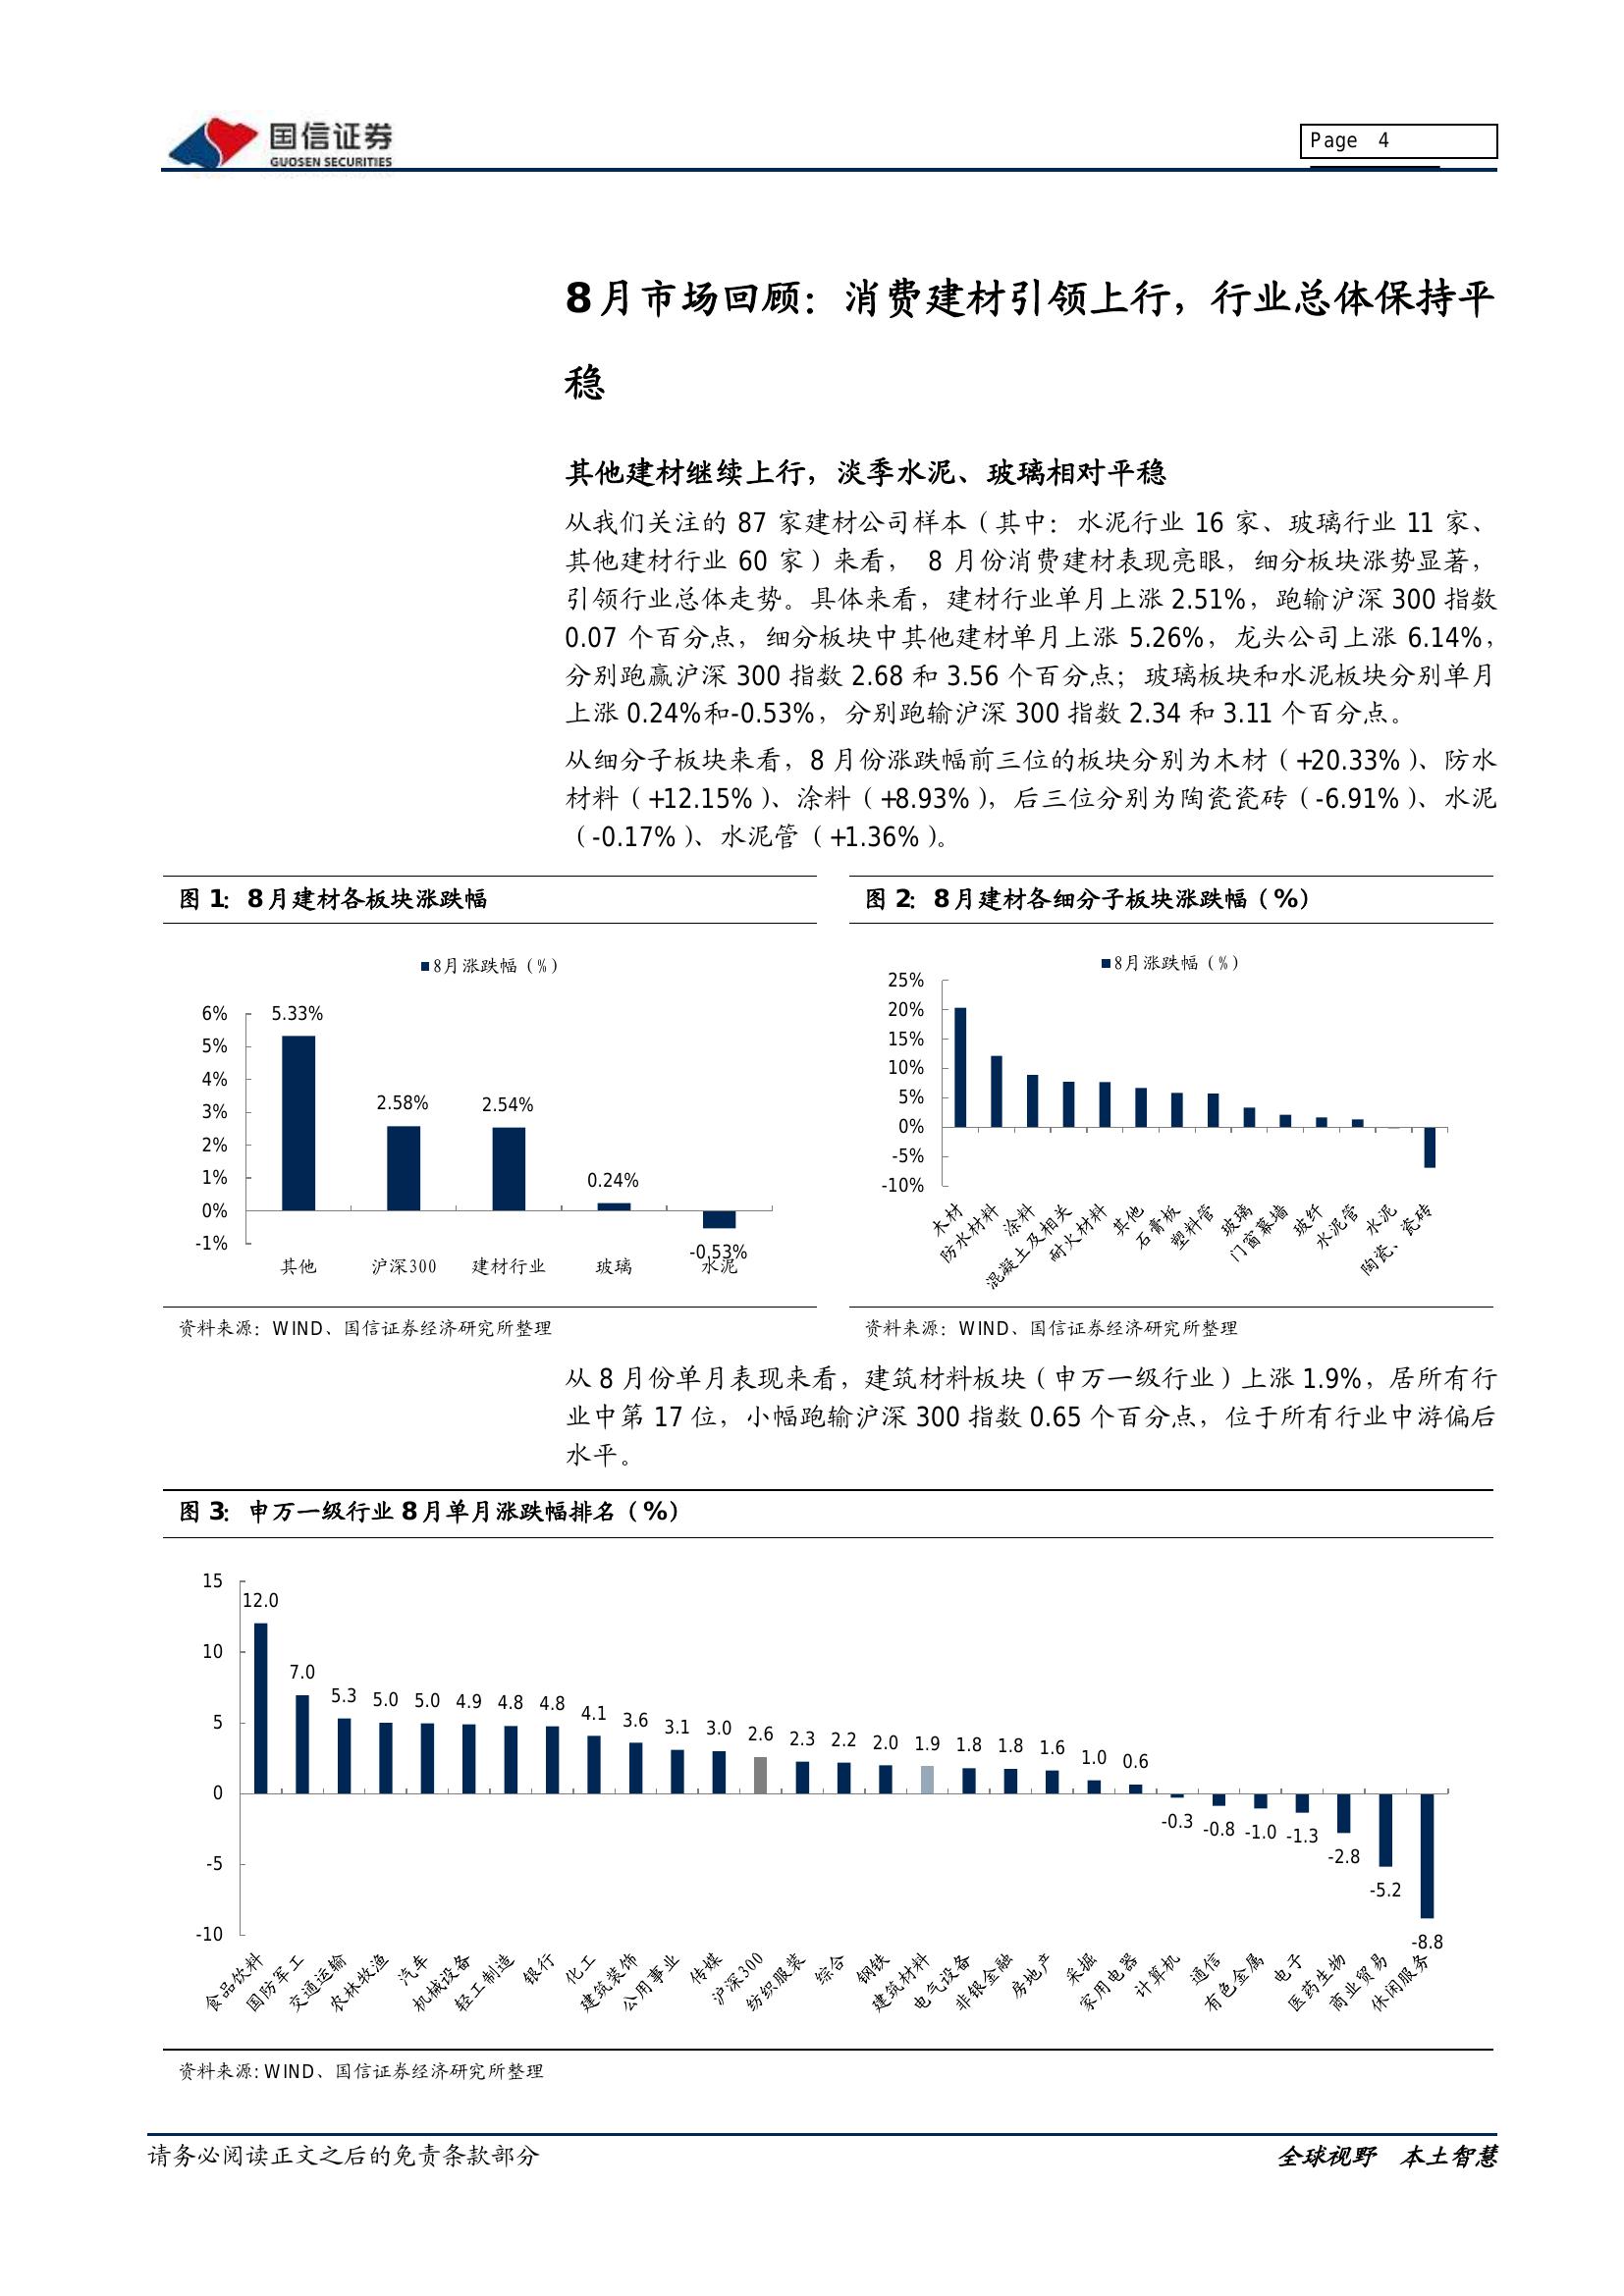 国信证券
GUOSEN SECURITIES
Page 4
8月市场回顾：消费建材引领上行，行业总体保持平
稳
其他建材继续上行，淡季水泥、玻璃相对平稳
从我们关注的 87 家建材公司样本（其中：水泥行业 16 家、玻璃行业 11 家、
其他建材行业 60 家）来看， 8 月份消费建材表现亮眼，细分板块涨势显著，
引领行业总体走势。具体来看，建材行业单月上涨 2.51%，跑输沪深 300 指数
0.07 个百分点，细分板块中其他建材单月上涨 5.26%，龙头公司上涨 6.14%，
分别跑赢沪深 300 指数 2.68 和 3.56 个百分点；玻璃板块和水泥板块分别单月
上涨 0.24%和-0.53%，分别跑输沪深 300 指数 2.34 和 3.11 个百分点。
从细分子板块来看，8 月份涨跌幅前三位的板块分别为木材（+20.33%）、防水
材料（+12.15%）、涂料（+8.93%），后三位分别为陶瓷瓷砖（-6.91%）、水泥
（-0.17%）、水泥管（+1.36%）。
图 1：8月建材各板块涨跌幅
8月涨跌幅（%）
6%
5%
4%
3%
2%
1%
0%
-1%
5.33%
2.58%
2.54%
0.24%
-0.53%
其他
沪深300
建材行业
玻璃
水泥
资料来源：WIND、国信证券经济研究所整理
图 2：8月建材各细分子板块涨跌幅（%）
8月涨跌幅（%）
25%
20%
15%
10%
5%
0%
-5%
-10%
木材
防水材料
涂料
混凝土及相关
耐火材料
其他
石膏板
塑料管
玻璃
门窗幕墙
玻纤
水泥管
水泥
陶瓷、瓷砖
资料来源：WIND、国信证券经济研究所整理
从 8 月份单月表现来看，建筑材料板块（申万一级行业）上涨 1.9%，居所有行
业中第 17 位，小幅跑输沪深 300 指数 0.65 个百分点，位于所有行业中游偏后
水平。
图 3：申万一级行业 8月单月涨跌幅排名（%）
15
10
5
0
-5
-10
12.0
7.0
5.3
5.0
5.0
4.9
4.8
4.8
4.1
3.6
3.1
3.0
2.6
2.3
2.2
2.0
1.9
1.8
1.8
1.6
1.0
0.6
-0.3
-0.8
-1.0
-1.3
-2.8
-5.2
-8.8
食品饮料
国防军工
交通运输
农林牧渔
汽车
机械设备
轻工制造
银行
化工
建筑装饰
公用事业
传媒
沪深300
纺织服装
综合
钢铁
建筑材料
电气设备
非银金融
房地产
采掘
家用电器
计算机
通信
有色金属
电子
医药生物
商业贸易
休闲服务
资料来源: WIND、国信证券经济研究所整理
请务必阅读正文之后的免责条款部分
全球视野 本土智慧